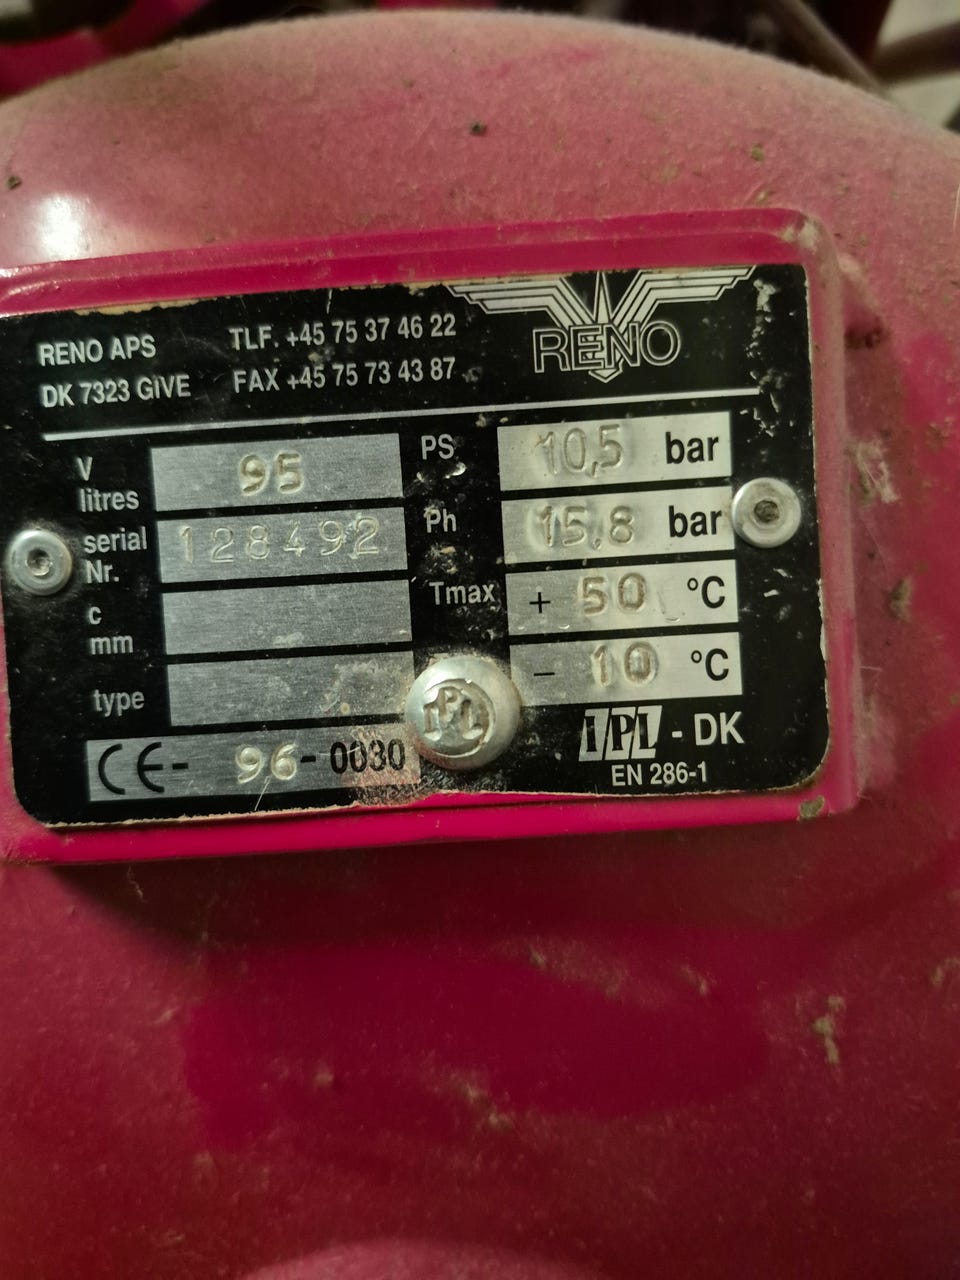 RENO APS TLF. +45 75 37 46 22
DK 7323 GIVE FAX +45 75 73 43 87
RENO
V litres 95
serial Nr. 128492
c mm
type
CE- 96-0030
PS 10,5 bar
Ph 15,8 bar
Tmax + 50 °C
- 10 °C
IPL
IPL - DK
EN 286-1